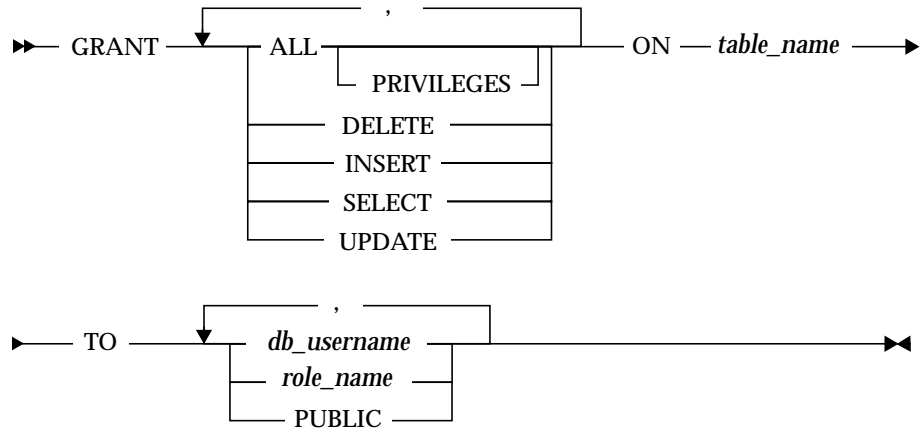 ,
GRANT ALL ON table_name
PRIVILEGES
DELETE
INSERT
SELECT
UPDATE
,
TO db_username
role_name
PUBLIC